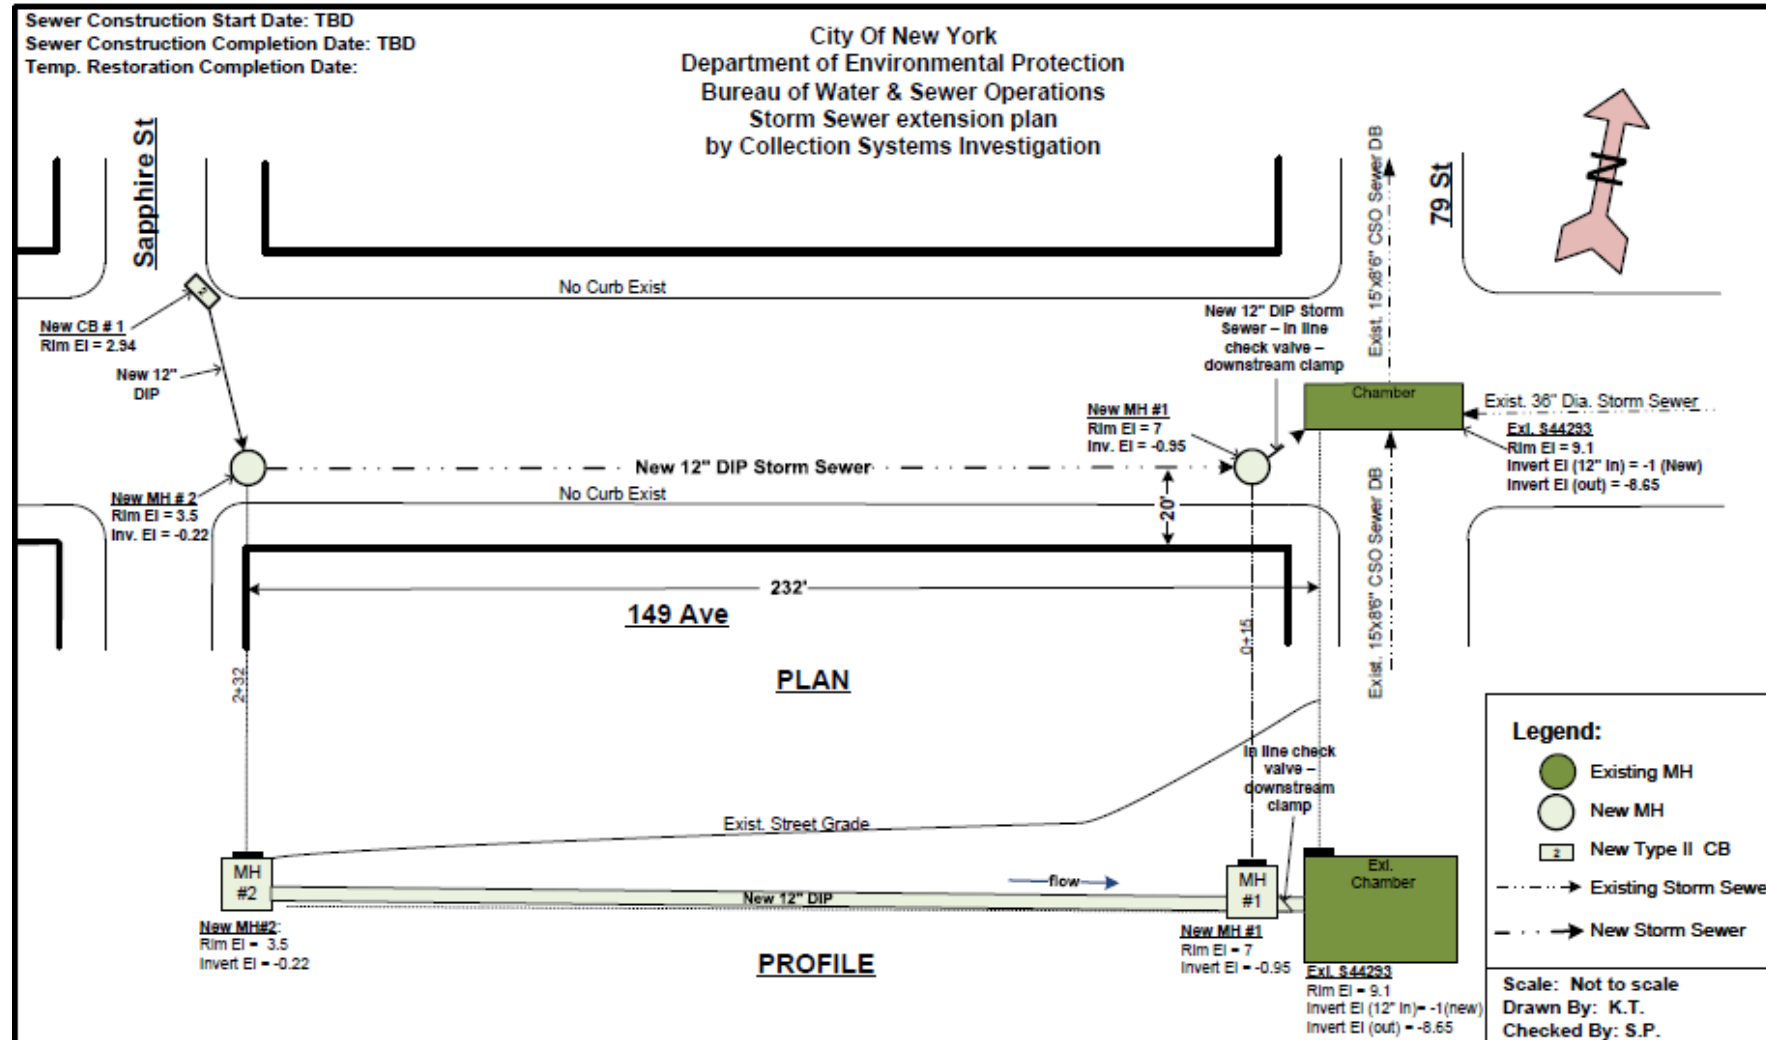 Sewer Construction Start Date: TBD
Sewer Construction Completion Date: TBD
Temp. Restoration Completion Date:
City Of New York
Department of Environmental Protection
Bureau of Water & Sewer Operations
Storm Sewer extension plan
by Collection Systems Investigation
Sapphire St
79 St
N
Exist. 15'x8'6" CSO Sewer DB
No Curb Exist
2
New CB # 1
Rim El = 2.94
New 12"
DIP
New 12" DIP Storm
Sewer – in line
check valve –
downstream clamp
Chamber
Exist. 36" Dia. Storm Sewer
Exl. S44293
Rim El = 9.1
Invert El (12" in) = -1 (New)
Invert El (out) = -8.65
New MH #1
Rim El = 7
Inv. El = -0.95
New 12" DIP Storm Sewer
New MH # 2
Rim El = 3.5
Inv. El = -0.22
No Curb Exist
20'
Exist. 15'x8'6" CSO Sewer DB
232'
149 Ave
2+32
0+15
PLAN
In line check
valve –
downstream
clamp
Exist. Street Grade
MH
#2
flow
New 12" DIP
MH
#1
Exl.
Chamber
New MH#2:
Rim El = 3.5
Invert El = -0.22
PROFILE
New MH #1
Rim El = 7
Invert El = -0.95
Exl. S44293
Rim El = 9.1
Invert El (12" in)= -1(new)
Invert El (out) = -8.65
Legend:
Existing MH
New MH
2 New Type II CB
Existing Storm Sewe
New Storm Sewer
Scale: Not to scale
Drawn By: K.T.
Checked By: S.P.